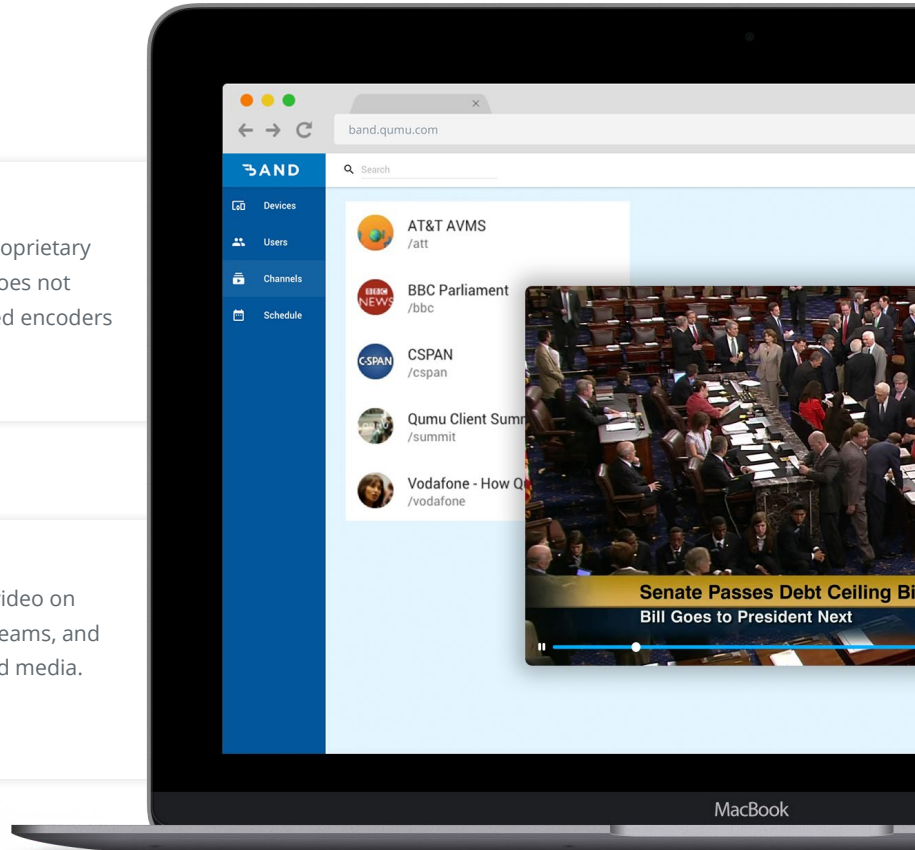 band.qumu.com
BAND
Search
Devices
Users
Channels
Schedule
AT&T AVMS
/att
BBC Parliament
/bbc
CSPAN
/cspan
Qumu Client Summ
/summit
Vodafone - How Q
/vodafone
BBC
NEWS
C-SPAN
Senate Passes Debt Ceiling Bi
Bill Goes to President Next
oprietary
oes not
ed encoders
ideo on
eams, and
d media.
MacBook